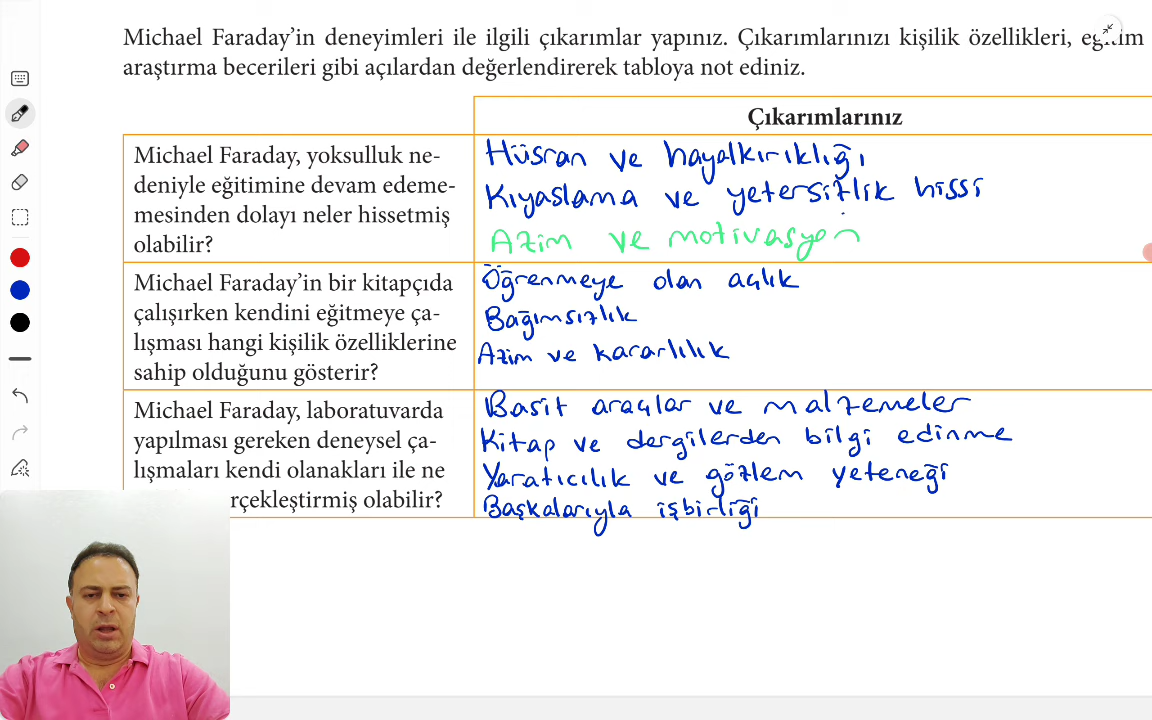 Michael Faraday’in deneyimleri ile ilgili çıkarımlar yapınız. Çıkarımlarınızı kişilik özellikleri, eğitim
araştırma becerileri gibi açılardan değerlendirerek tabloya not ediniz.
Çıkarımlarınız
Michael Faraday, yoksulluk ne-
deniyle eğitimine devam edeme-
mesinden dolayı neler hissetmiş
olabilir?
Hüsran ve hayalkırıklığı
Kıyaslama ve yetersizlik hissi
Azim ve motivasyon
Michael Faraday’in bir kitapçıda
çalışırken kendini eğitmeye ça-
lışması hangi kişilik özelliklerine
sahip olduğunu gösterir?
Öğrenmeye olan açlık
Bağımsızlık
Azim ve kararlılık
Michael Faraday, laboratuvarda
yapılması gereken deneysel ça-
lışmaları kendi olanakları ile ne
rçekleştirmiş olabilir?
Basit araçlar ve malzemeler
Kitap ve dergilerden bilgi edinme
Yaratıcılık ve gözlem yeteneği
Başkalarıyla işbirliği